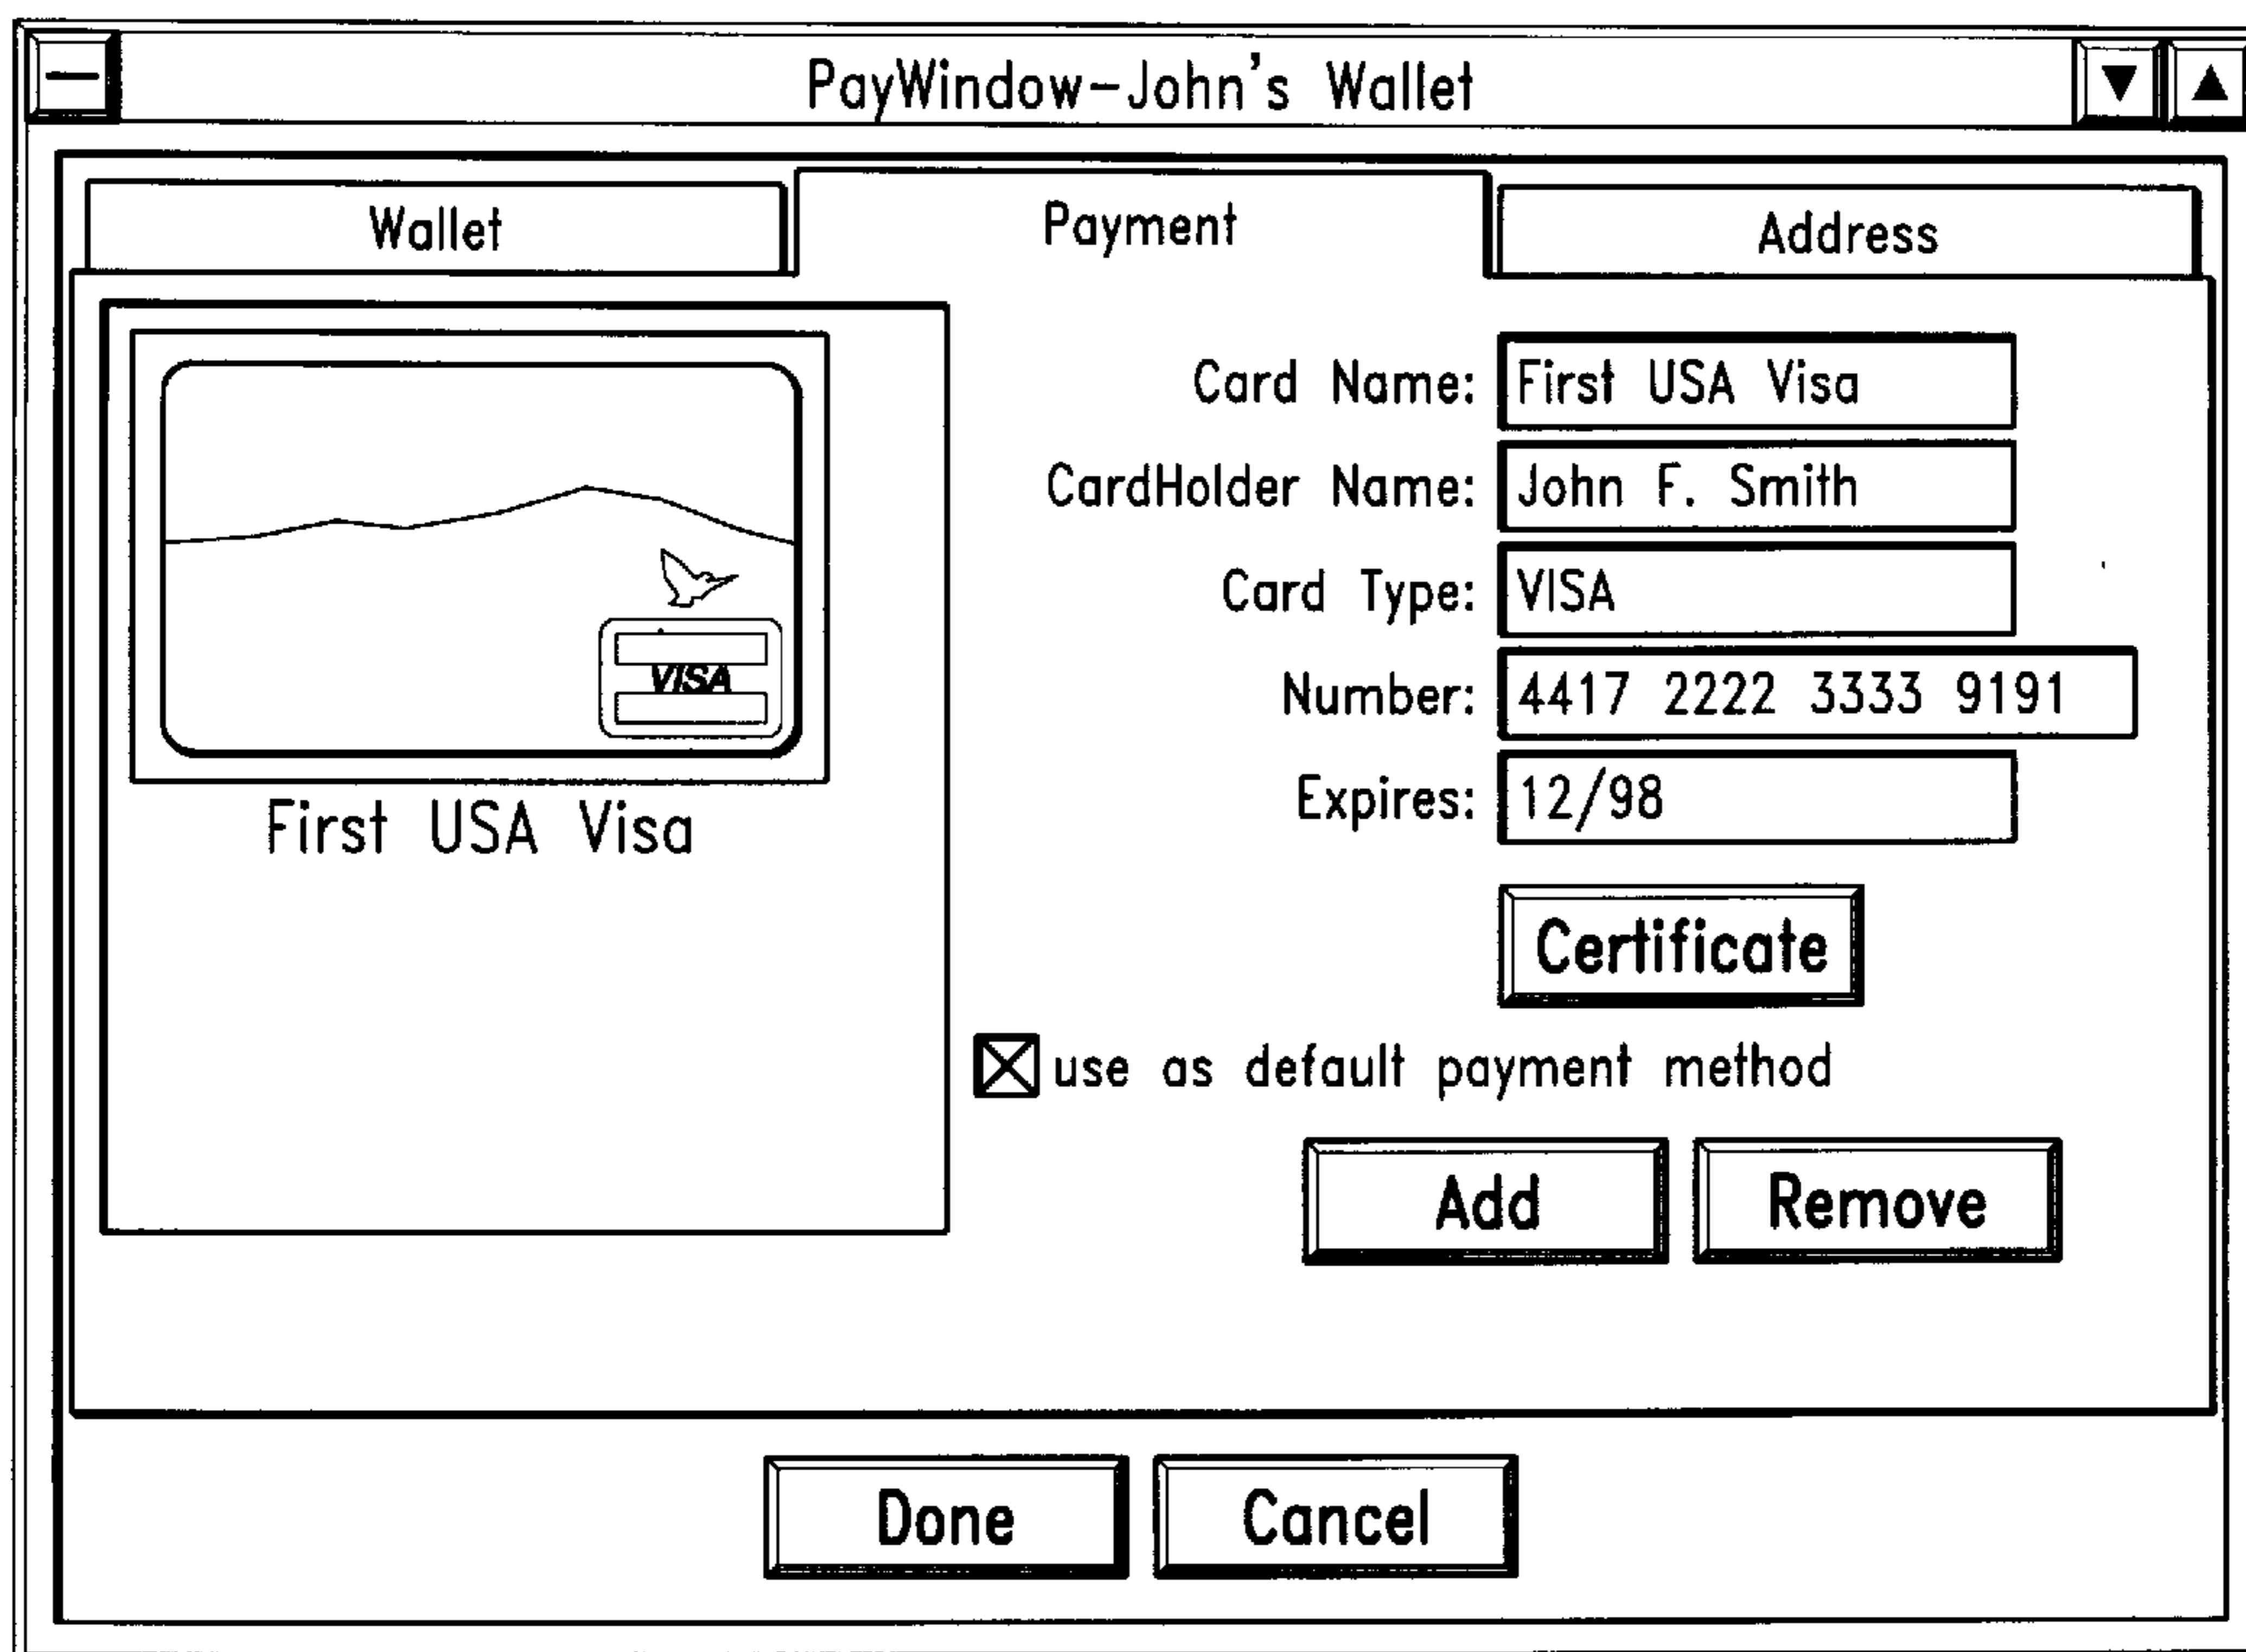 PayWindow-John's Wallet
Wallet
Payment
Address
VISA
First USA Visa
Card Name: First USA Visa
CardHolder Name: John F. Smith
Card Type: VISA
Number: 4417 2222 3333 9191
Expires: 12/98
Certificate
use as default payment method
Add
Remove
Done
Cancel